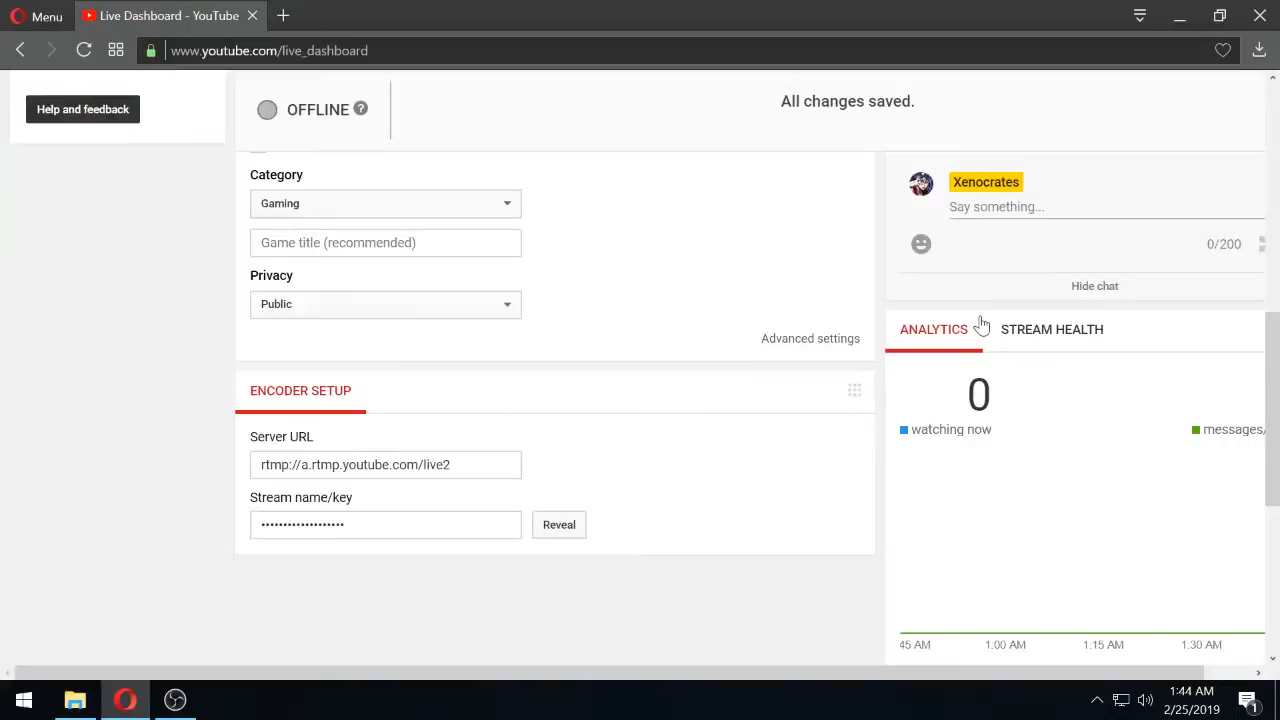 Menu
Live Dashboard - YouTube
www.youtube.com/live_dashboard
Help and feedback
OFFLINE ?
All changes saved.
Category
Gaming
Game title (recommended)
Privacy
Public
Advanced settings
ENCODER SETUP
Server URL
rtmp://a.rtmp.youtube.com/live2
Stream name/key
••••••••••••••••••• Reveal
Xenocrates
Say something...
0/200
Hide chat
ANALYTICS STREAM HEALTH
0
watching now
messages/
45 AM 1:00 AM 1:15 AM 1:30 AM
1:44 AM
2/25/2019
1